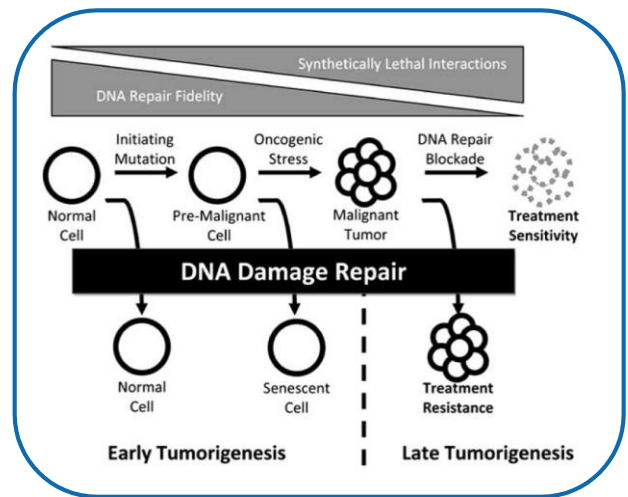 Synthetically Lethal Interactions
DNA Repair Fidelity
Initiating
Mutation
Oncogenic
Stress
DNA Repair
Blockade
Normal
Cell
Pre-Malignant
Cell
Malignant
Tumor
Treatment
Sensitivity
DNA Damage Repair
Normal
Cell
Senescent
Cell
Treatment
Resistance
Early Tumorigenesis
Late Tumorigenesis